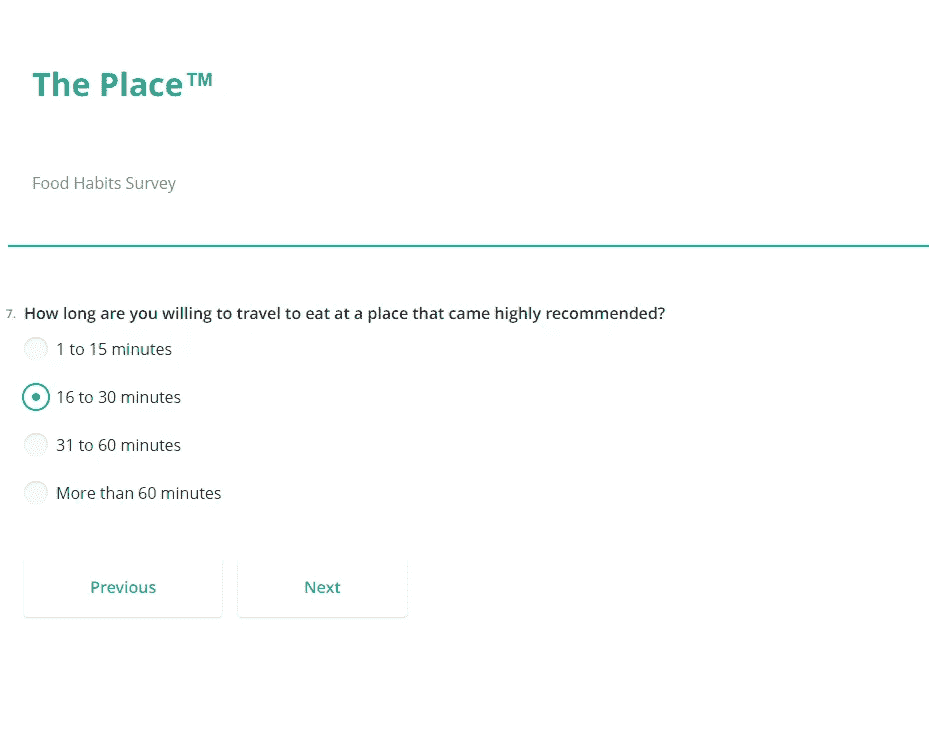 The Place™
Food Habits Survey
7. How long are you willing to travel to eat at a place that came highly recommended?
1 to 15 minutes
16 to 30 minutes
31 to 60 minutes
More than 60 minutes
Previous Next